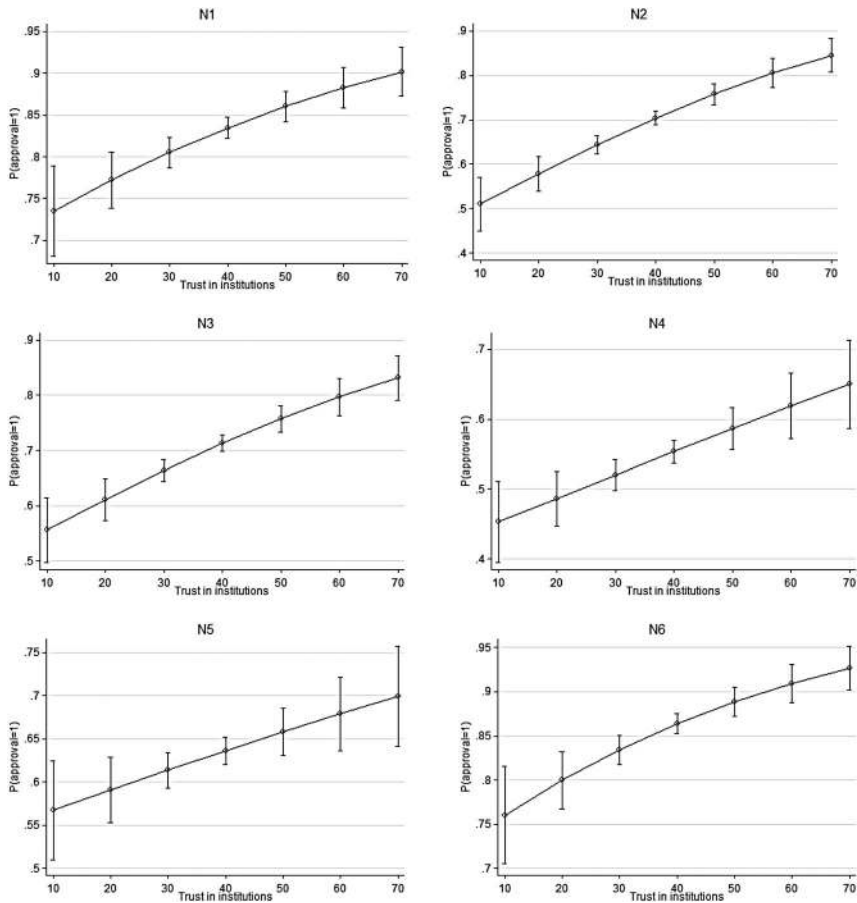 N1
.95
.9
.85
.8
.75
.7
P(approval=1)
10 20 30 40 50 60 70
Trust in institutions
N2
.9
.8
.7
.6
.5
.4
P(approval=1)
10 20 30 40 50 60 70
Trust in institutions
N3
.9
.8
.7
.6
.5
P(approval=1)
10 20 30 40 50 60 70
Trust in institutions
N4
.7
.6
.5
.4
P(approval=1)
10 20 30 40 50 60 70
Trust in institutions
N5
.75
.7
.65
.6
.55
.5
P(approval=1)
10 20 30 40 50 60 70
Trust in institutions
N6
.95
.9
.85
.8
.75
.7
P(approval=1)
10 20 30 40 50 60 70
Trust in institutions